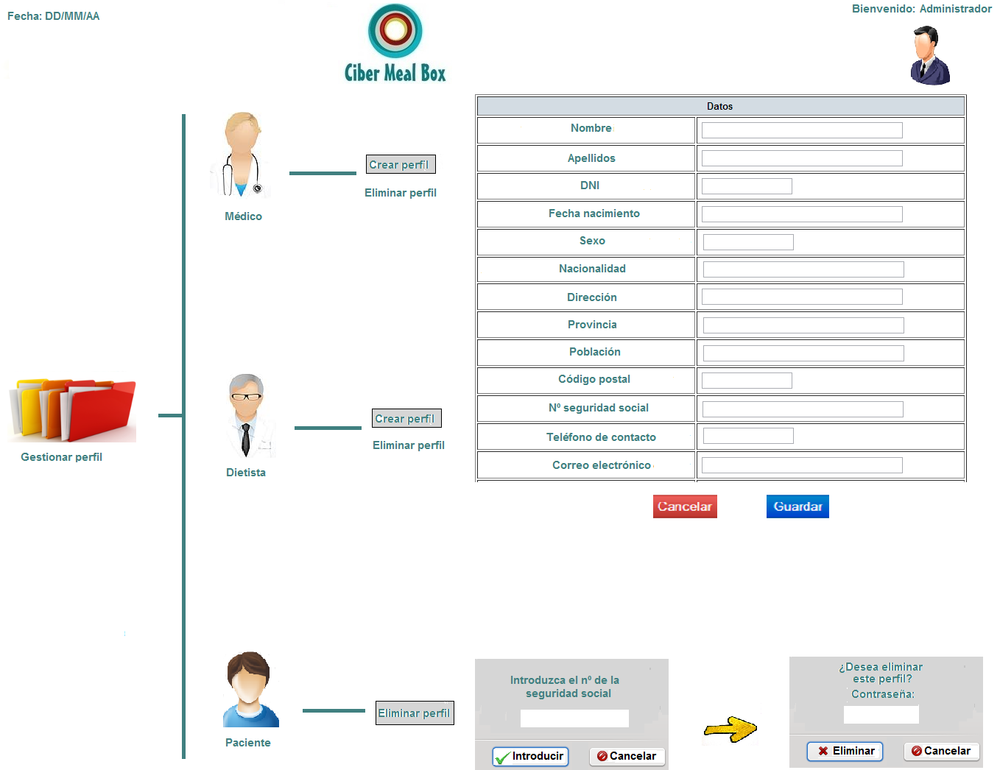 Fecha: DD/MM/AA
Ciber Meal Box
Bienvenido: Administrador
Datos
Nombre
Apellidos
DNI
Fecha nacimiento
Sexo
Nacionalidad
Dirección
Provincia
Población
Código postal
Nº seguridad social
Teléfono de contacto
Correo electrónico
Cancelar
Guardar
Crear perfil
Eliminar perfil
Médico
Crear perfil
Eliminar perfil
Dietista
Gestionar perfil
Eliminar perfil
Paciente
Introduzca el nº de la
seguridad social
Introducir
Cancelar
¿Desea eliminar
este perfil?
Contraseña:
Eliminar
Cancelar